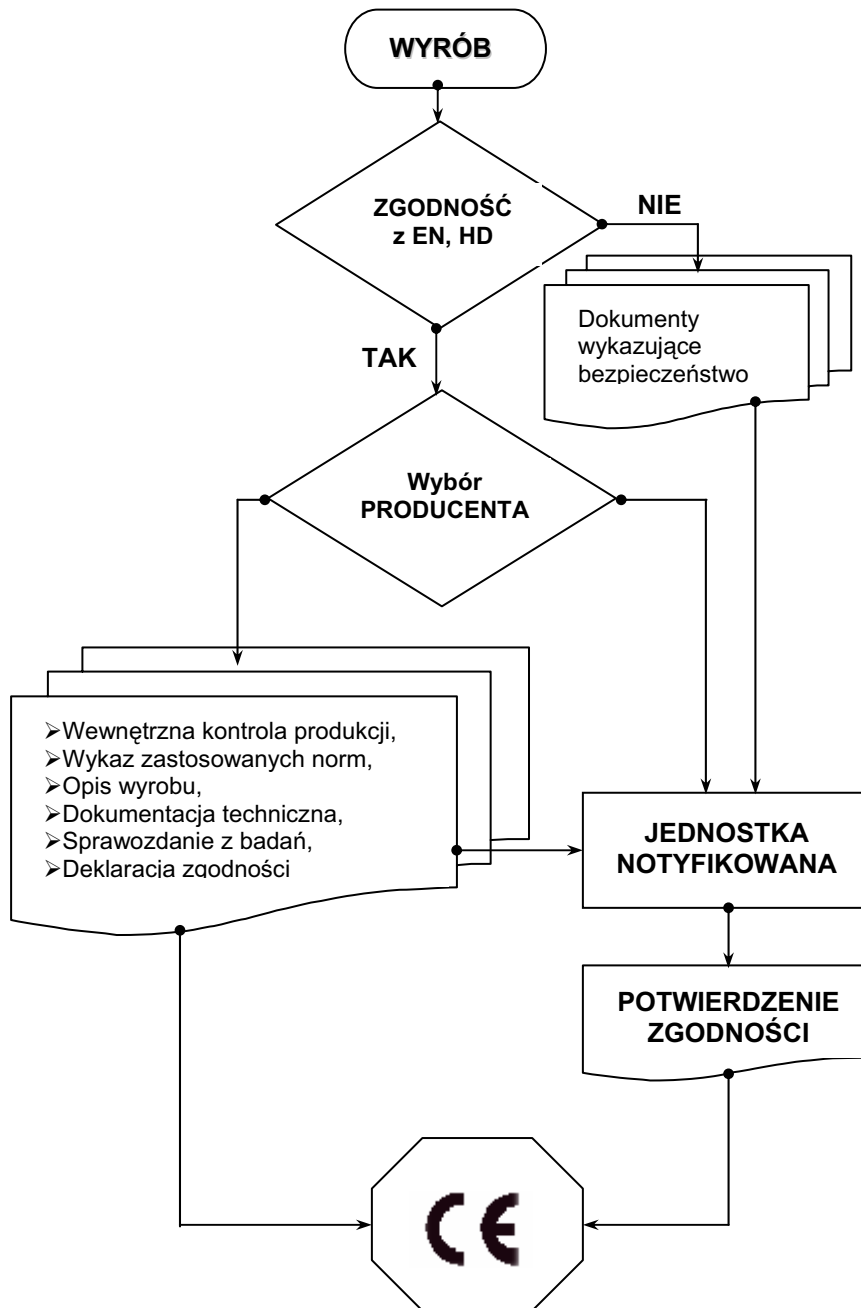 WYRÓB
ZGODNOŚĆ
z EN, HD
NIE
Dokumenty
wykazujące
bezpieczeństwo
TAK
Wybór
PRODUCENTA
➢Wewnętrzna kontrola produkcji,
➢Wykaz zastosowanych norm,
➢Opis wyrobu,
➢Dokumentacja techniczna,
➢Sprawozdanie z badań,
➢Deklaracja zgodności
JEDNOSTKA
NOTYFIKOWANA
POTWIERDZENIE
ZGODNOŚCI
CE